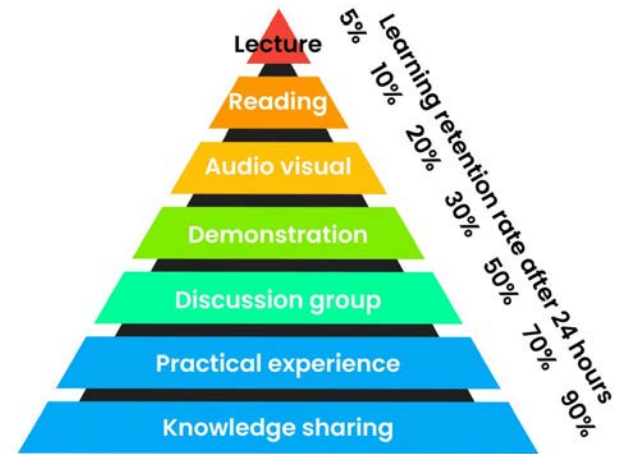 Lecture
Reading
Audio visual
Demonstration
Discussion group
Practical experience
Knowledge sharing
5%
10%
20%
30%
50%
70%
90%
Learning retention rate after 24 hours